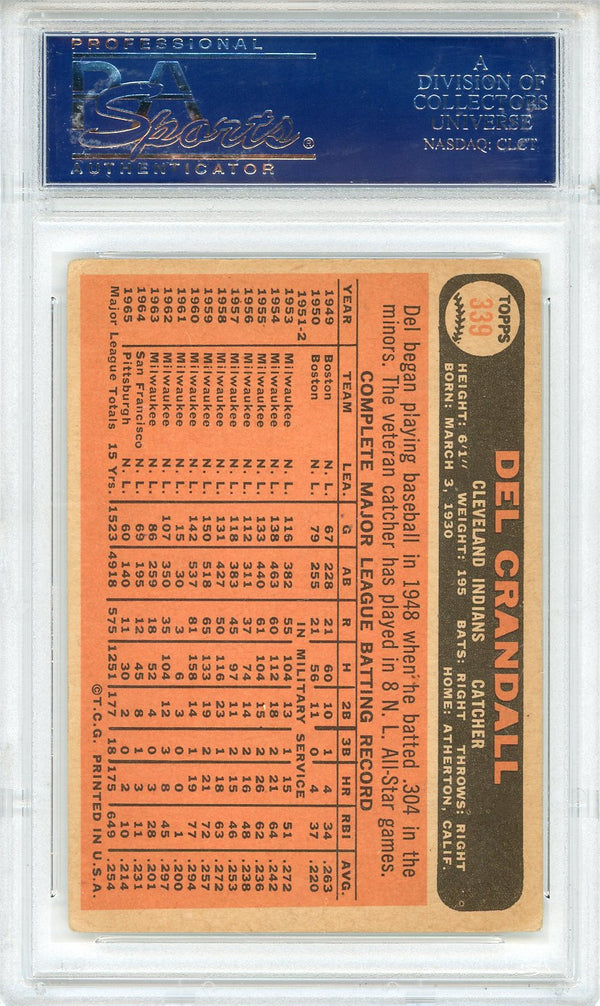 PROFESSIONAL
PSA
Sports®
AUTHENTICATOR
A
DIVISION OF
COLLECTORS
UNIVERSE
NASDAQ: CLCT
TOPPS
339
DEL CRANDALL
CLEVELAND INDIANS CATCHER
HEIGHT: 6'1" WEIGHT: 195 BATS: RIGHT THROWS: RIGHT
BORN: MARCH 3, 1930 HOME: ATHERTON, CALIF.
Del began playing baseball in 1948 when he batted .304 in the
minors. The veteran catcher has played in 8 N. L. All-Star games.
COMPLETE MAJOR LEAGUE BATTING RECORD
YEAR TEAM LEA. G AB R H 2B 3B HR RBI AVG.
1949 Boston N. L. 67 228 21 60 10 1 4 34 .263
1950 Boston N. L. 79 255 21 56 11 0 4 37 .220
1951-2 IN MILITARY SERVICE
1953 Milwaukee N. L. 116 382 55 104 13 1 15 51 .272
1954 Milwaukee N. L. 138 463 60 112 18 2 21 64 .242
1955 Milwaukee N. L. 133 440 61 104 15 2 26 62 .236
1956 Milwaukee N. L. 112 311 37 74 14 2 16 48 .238
1957 Milwaukee N. L. 118 383 45 97 11 2 15 46 .253
1958 Milwaukee N. L. 131 427 50 116 23 1 18 63 .272
1959 Milwaukee N. L. 150 518 65 133 19 2 21 72 .257
1960 Milwaukee N. L. 142 537 81 158 14 1 19 77 .294
1961 Milwaukee N. L. 15 30 3 6 3 0 0 1 .200
1962 Milwaukee N. L. 107 350 35 104 12 3 8 45 .297
1963 Milwaukee N. L. 86 259 18 52 4 0 3 28 .201
1964 San Francisco N. L. 69 195 12 45 8 1 3 11 .231
1965 Pittsburgh N. L. 60 140 11 30 2 0 2 10 .214
Major League Totals 15 Yrs. 1523 4918 575 1251 177 18 175 649 .254
©T.C.G. PRINTED IN U.S.A.